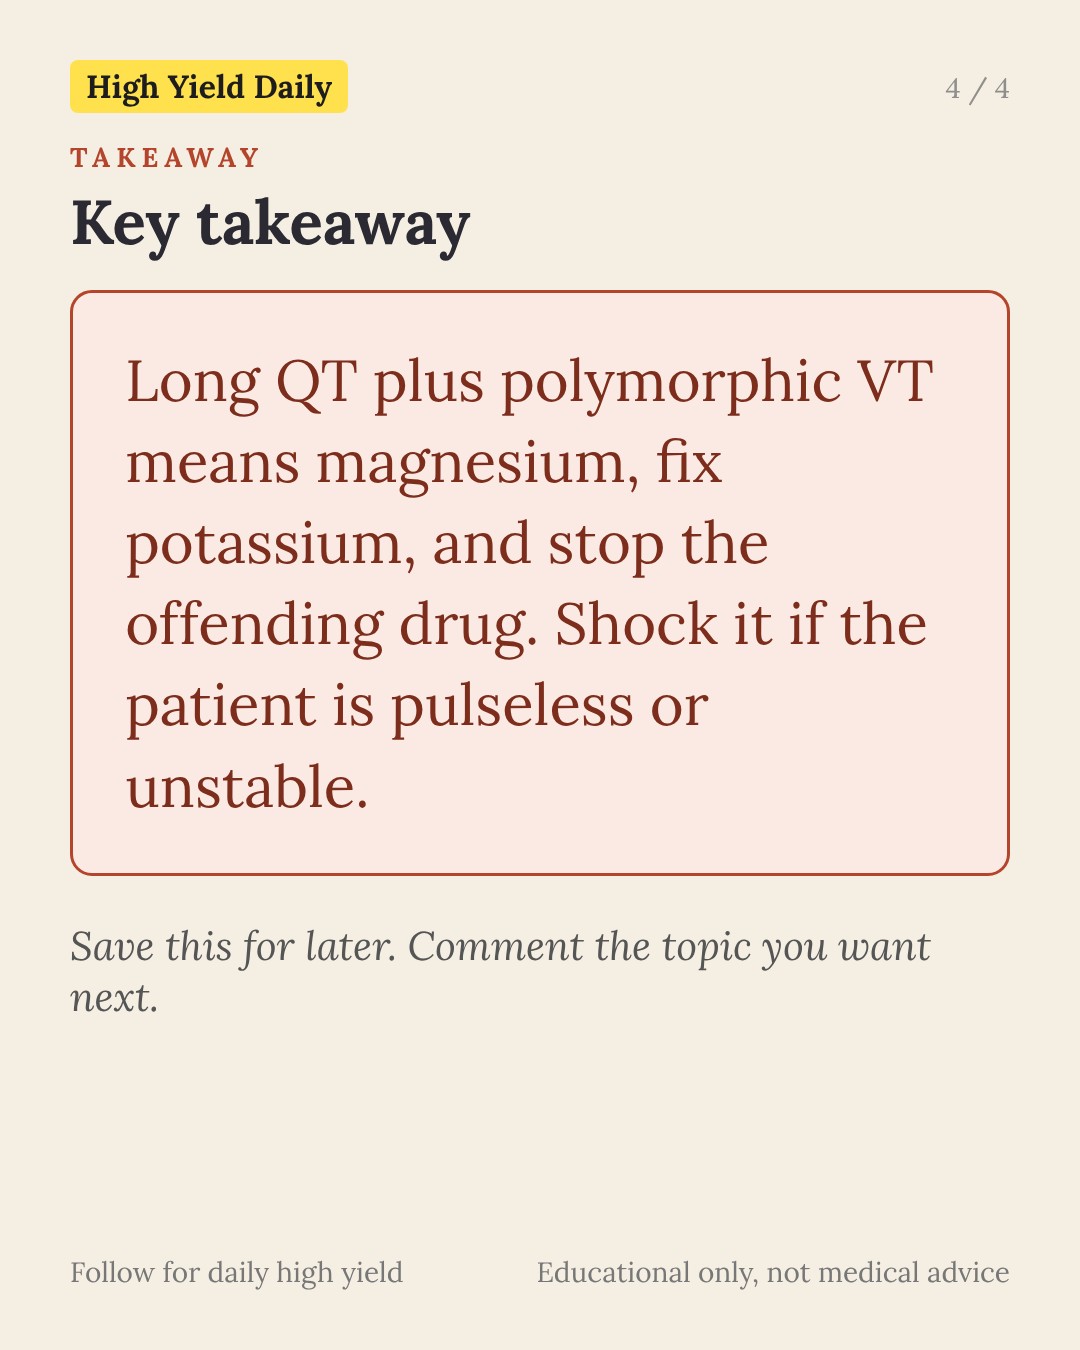 High Yield Daily
4 / 4
TAKEAWAY
Key takeaway
Long QT plus polymorphic VT
means magnesium, fix
potassium, and stop the
offending drug. Shock it if the
patient is pulseless or
unstable.
Save this for later. Comment the topic you want
next.
Follow for daily high yield
Educational only, not medical advice